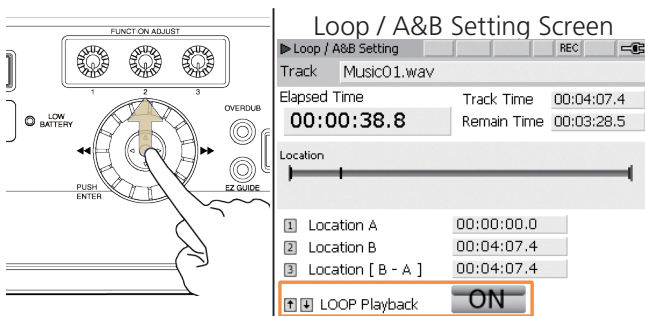 FUNCTION ADJUST
1 2 3
LOW
BATTERY
OVERDUB
PUSH
ENTER
EZ GUIDE
Loop / A&B Setting Screen
Loop / A&B Setting REC
Track Music01.wav
Elapsed Time
00:00:38.8
Track Time 00:04:07.4
Remain Time 00:03:28.5
Location
1 Location A 00:00:00.0
2 Location B 00:04:07.4
3 Location [ B - A ] 00:04:07.4
↑ ↓ LOOP Playback ON